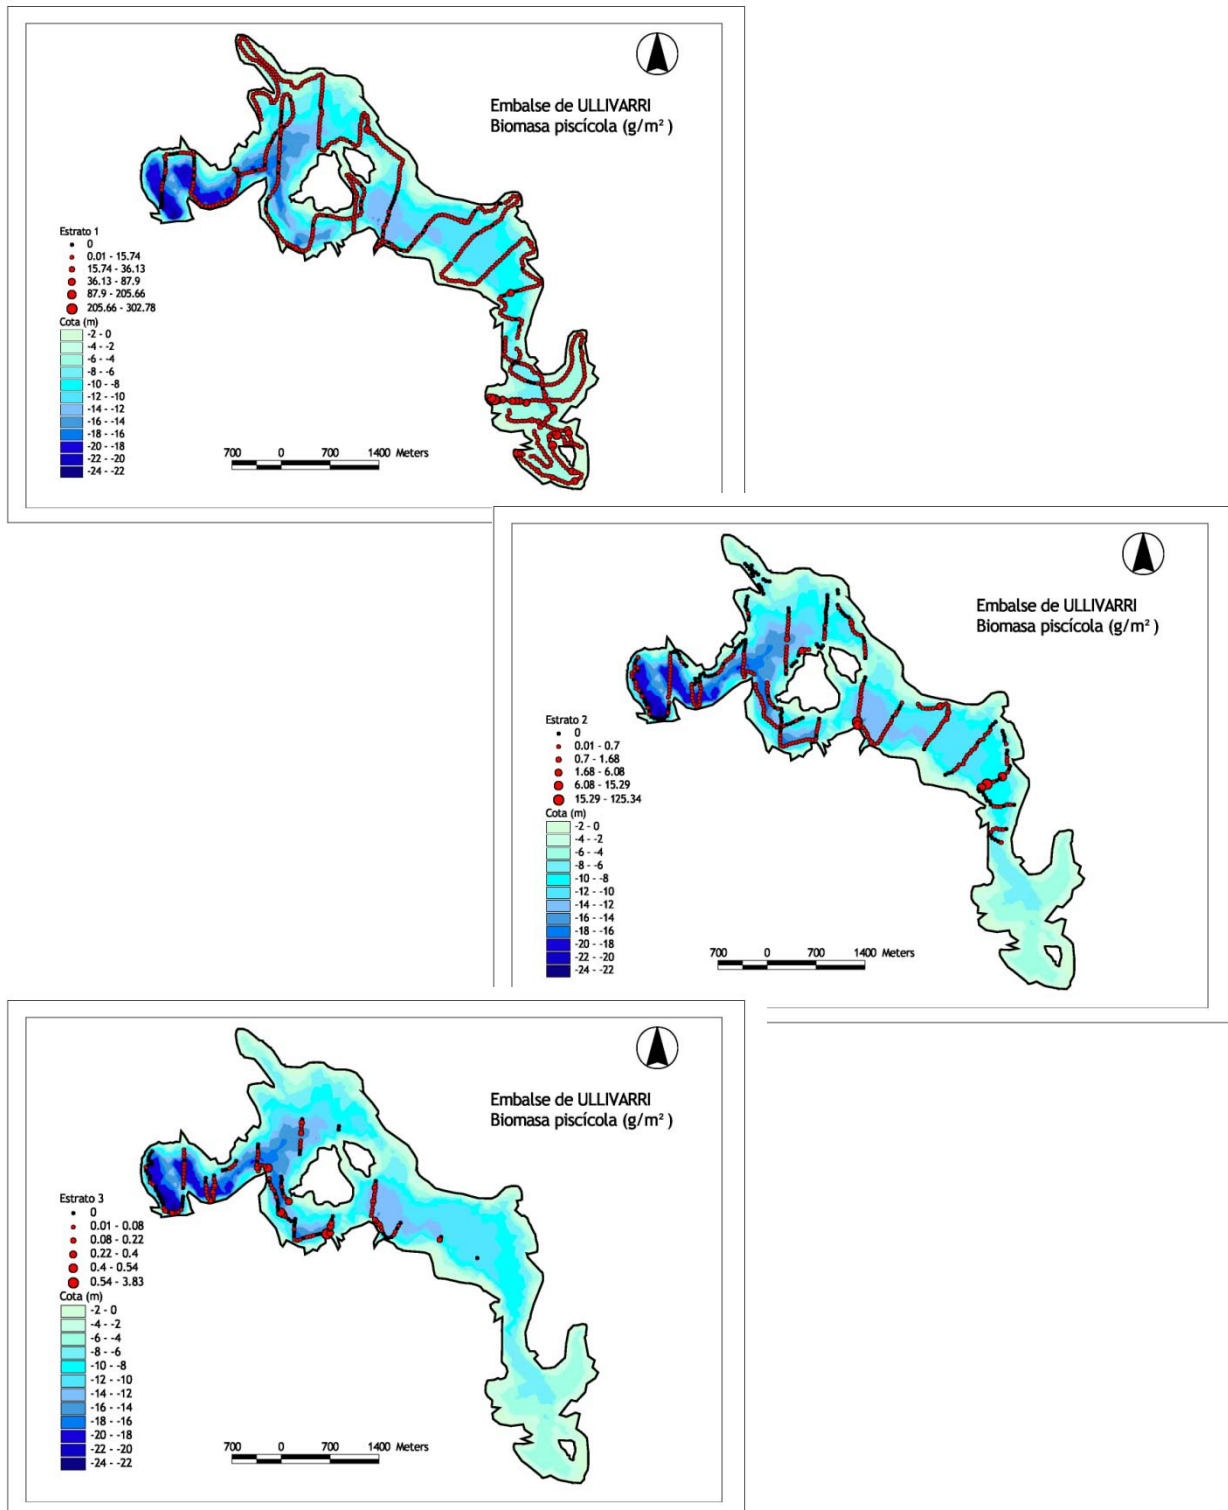 Embalse de ULLIVARRI
Biomasa piscícola (g/m²)
Estrato 1
0
0.01 - 15.74
15.74 - 36.13
36.13 - 87.9
87.9 - 205.66
205.66 - 302.78
Cota (m)
-2 - 0
-4 - -2
-6 - -4
-8 - -6
-10 - -8
-12 - -10
-14 - -12
-16 - -14
-18 - -16
-20 - -18
-22 - -20
-24 - -22
700 0 700 1400 Meters
Embalse de ULLIVARRI
Biomasa piscícola (g/m²)
Estrato 2
0
0.01 - 0.7
0.7 - 1.68
1.68 - 6.08
6.08 - 15.29
15.29 - 125.34
Cota (m)
-2 - 0
-4 - -2
-6 - -4
-8 - -6
-10 - -8
-12 - -10
-14 - -12
-16 - -14
-18 - -16
-20 - -18
-22 - -20
-24 - -22
700 0 700 1400 Meters
Embalse de ULLIVARRI
Biomasa piscícola (g/m²)
Estrato 3
0
0.01 - 0.08
0.08 - 0.22
0.22 - 0.4
0.4 - 0.54
0.54 - 3.83
Cota (m)
-2 - 0
-4 - -2
-6 - -4
-8 - -6
-10 - -8
-12 - -10
-14 - -12
-16 - -14
-18 - -16
-20 - -18
-22 - -20
-24 - -22
700 0 700 1400 Meters